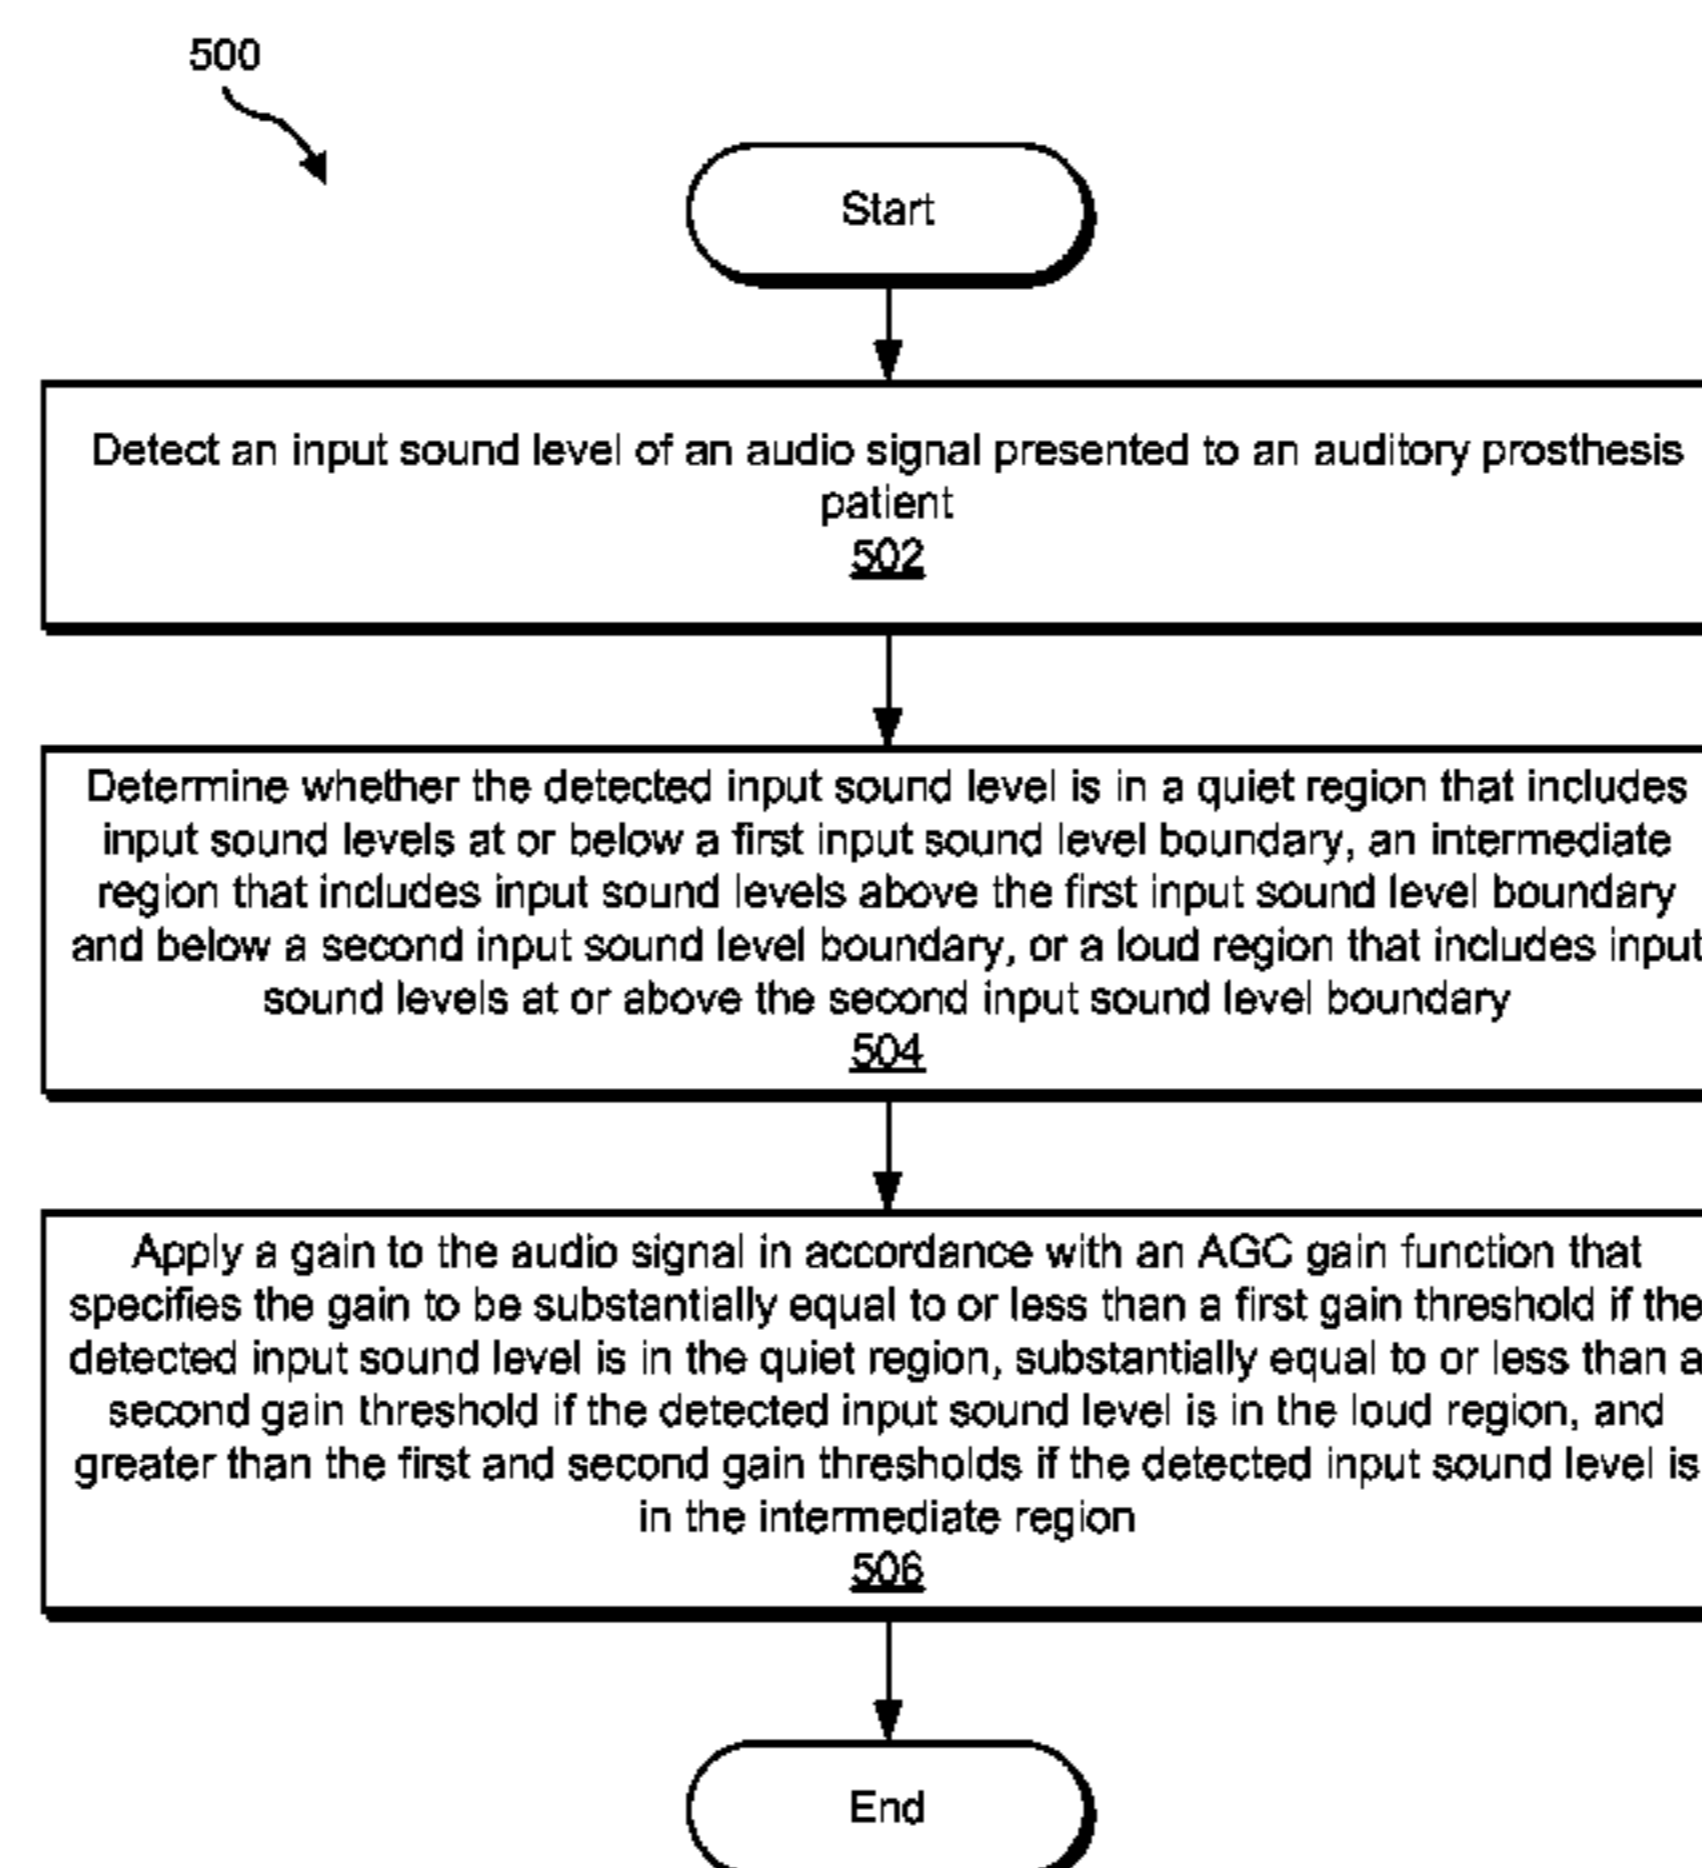 500
Start
Detect an input sound level of an audio signal presented to an auditory prosthesis
patient
502
Determine whether the detected input sound level is in a quiet region that includes
input sound levels at or below a first input sound level boundary, an intermediate
region that includes input sound levels above the first input sound level boundary
and below a second input sound level boundary, or a loud region that includes input
sound levels at or above the second input sound level boundary
504
Apply a gain to the audio signal in accordance with an AGC gain function that
specifies the gain to be substantially equal to or less than a first gain threshold if the
detected input sound level is in the quiet region, substantially equal to or less than a
second gain threshold if the detected input sound level is in the loud region, and
greater than the first and second gain thresholds if the detected input sound level is
in the intermediate region
506
End